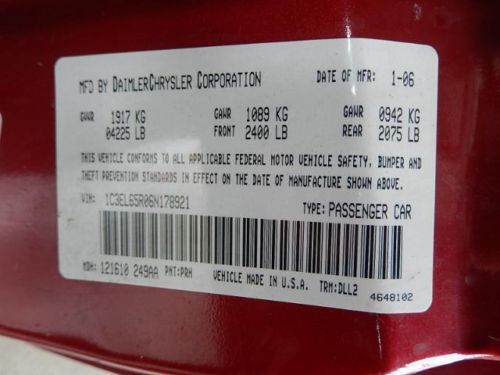 MFD BY DAIMLERCHRYSLER CORPORATION DATE OF MFR: 1-06
GVWR 1917 KG GAWR 1089 KG GAWR 0942 KG
04225 LB FRONT 2400 LB REAR 2075 LB
THIS VEHICLE CONFORMS TO ALL APPLICABLE FEDERAL MOTOR VEHICLE SAFETY, BUMPER AND
THEFT PREVENTION STANDARDS IN EFFECT ON THE DATE OF MANUFACTURE SHOWN ABOVE.
VIN: 1C3EL65R06N178921 TYPE: PASSENGER CAR
MDH: 121610 249AA PNT:PRH VEHICLE MADE IN U.S.A. TRM:DLL2
4648102